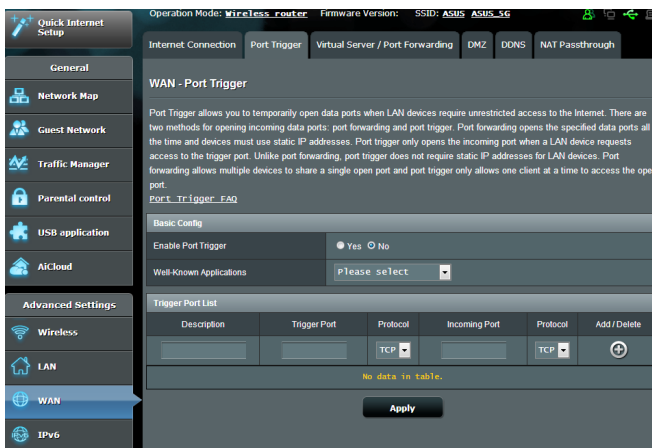 Quick Internet
Setup
General
Network Map
Guest Network
Traffic Manager
Parental control
USB application
AiCloud
Advanced Settings
Wireless
LAN
WAN
IPv6
Operation Mode: Wireless router Firmware Version: SSID: ASUS ASUS_5G
Internet Connection Port Trigger Virtual Server / Port Forwarding DMZ DDNS NAT Passthrough
WAN - Port Trigger
Port Trigger allows you to temporarily open data ports when LAN devices require unrestricted access to the Internet. There are
two methods for opening incoming data ports: port forwarding and port trigger. Port forwarding opens the specified data ports all
the time and devices must use static IP addresses. Port trigger only opens the incoming port when a LAN device requests
access to the trigger port. Unlike port forwarding, port trigger does not require static IP addresses for LAN devices. Port
forwarding allows multiple devices to share a single open port and port trigger only allows one client at a time to access the ope
port.
Port Trigger FAQ
Basic Config
Enable Port Trigger Yes No
Well-Known Applications Please select
Trigger Port List
Description Trigger Port Protocol Incoming Port Protocol Add / Delete
TCP TCP
No data in table.
Apply